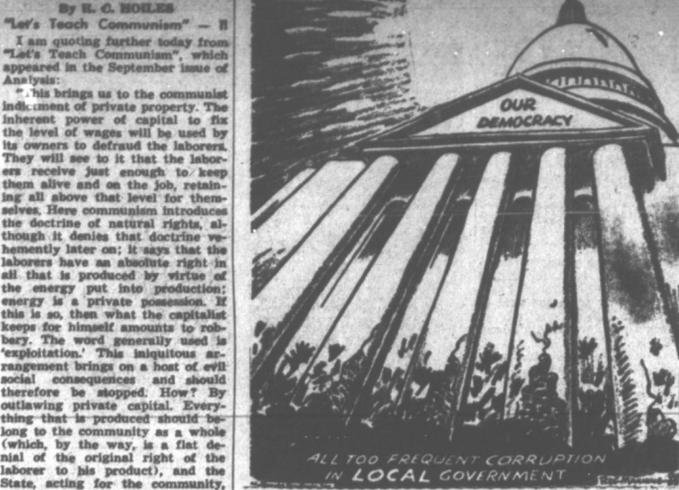 By R. C. HOILES
"Let's Teach Communism" — II
I am quoting further today from
"Let's Teach Communism", which
appeared in the September issue of
Analysis:
"This brings us to the communist
indictment of private property. The
inherent power of capital to fix
the level of wages will be used by
its owners to defraud the laborers.
They will see to it that the labor-
ers receive just enough to keep
them alive and on the job, retain-
ing all above that level for them-
selves. Here communism introduces
the doctrine of natural rights, al-
though it denies that doctrine ve-
hemently later on; it says that the
laborers have an absolute right in
all that is produced by virtue of
the energy put into production;
energy is a private possession. If
this is so, then what the capitalist
keeps for himself amounts to rob-
bery. The word generally used is
'exploitation.' This iniquitous ar-
rangement brings on a host of evil
social consequences and should
therefore be stopped. How? By
outlawing private capital. Every-
thing that is produced should be-
long to the community as a whole
(which, by the way, is a flat de-
nial of the original right of the
laborer to his product), and the
State, acting for the community,
OUR
DEMOCRACY
ALL TOO FREQUENT CORRUPTION
IN LOCAL GOVERNMENT